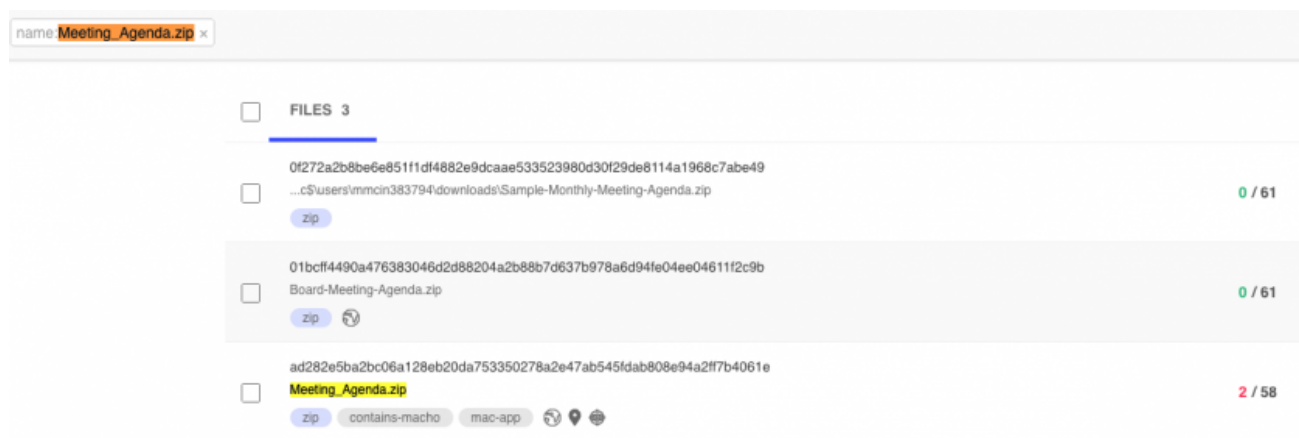 name:Meeting_Agenda.zip ×
FILES 3
0f272a2b8be6e851f1df4882e9dcaae533523980d30f29de8114a1968c7abe49
...c$\users\mmcin383794\downloads\Sample-Monthly-Meeting-Agenda.zip
0 / 61
zip
01bcff4490a476383046d2d88204a2b88b7d637b978a6d94fe04ee04611f2c9b
Board-Meeting-Agenda.zip
0 / 61
zip
ad282e5ba2bc06a128eb20da753350278a2e47ab545fdab808e94a2ff7b4061e
Meeting_Agenda.zip
2 / 58
zip contains-macho mac-app